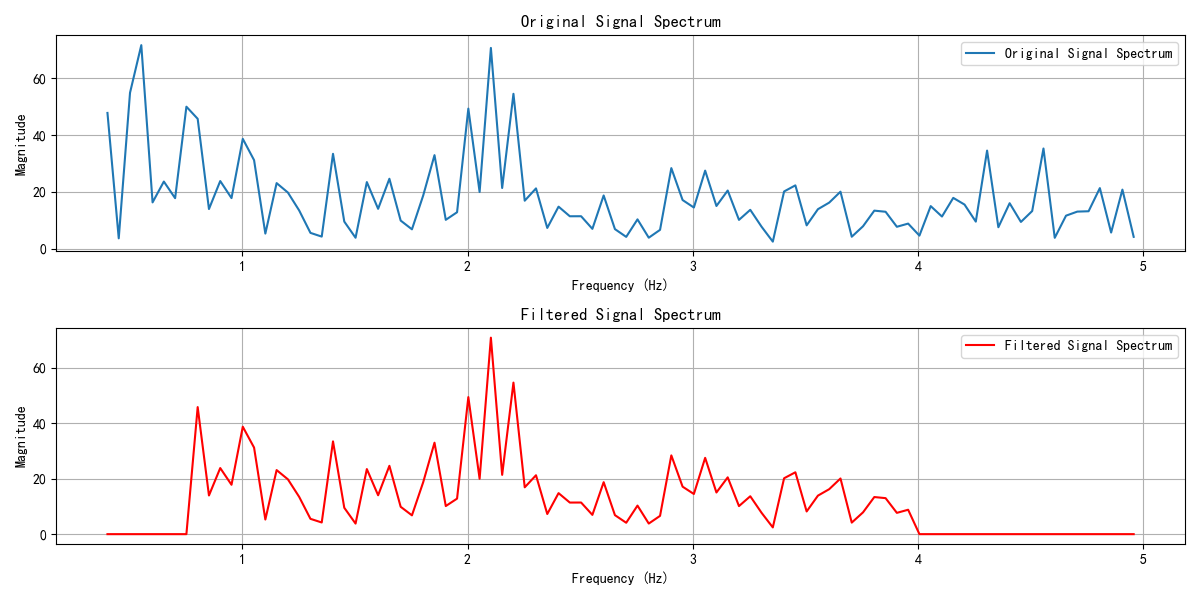 Original Signal Spectrum
Original Signal Spectrum
Magnitude
60
40
20
0
1 2 3 4 5
Frequency (Hz)
Filtered Signal Spectrum
Filtered Signal Spectrum
Magnitude
60
40
20
0
1 2 3 4 5
Frequency (Hz)